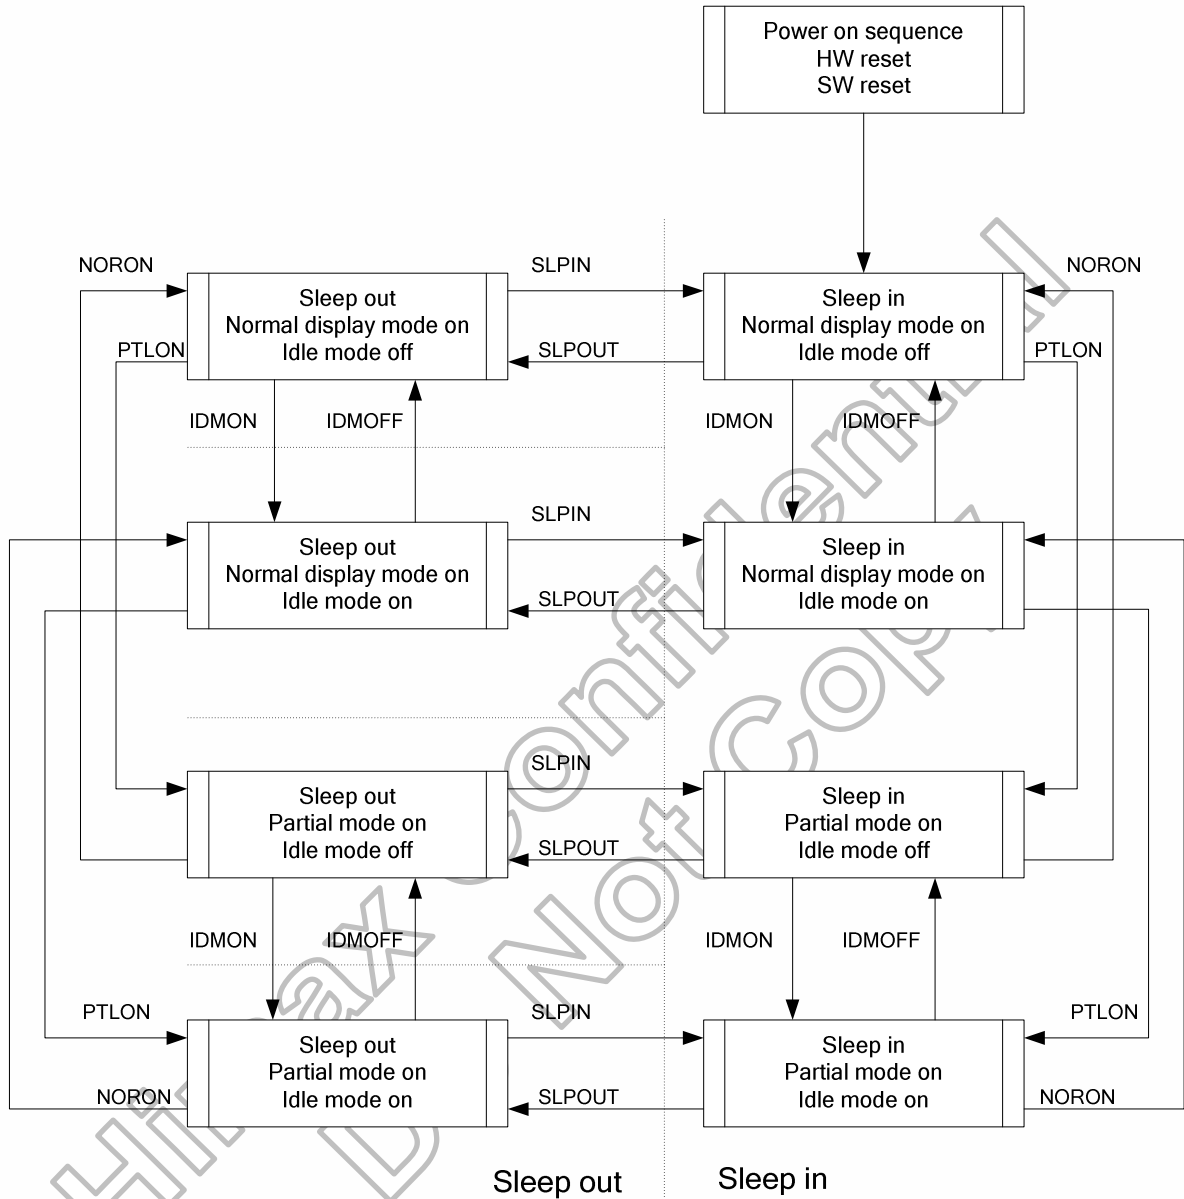 Power on sequence
HW reset
SW reset
NORON
SLPIN
NORON
Sleep out
Normal display mode on
Idle mode off
Sleep in
Normal display mode on
Idle mode off
PTLON
SLPOUT
PTLON
IDMON
IDMOFF
IDMON
IDMOFF
SLPIN
Sleep out
Normal display mode on
Idle mode on
Sleep in
Normal display mode on
Idle mode on
SLPOUT
SLPIN
Sleep out
Partial mode on
Idle mode off
Sleep in
Partial mode on
Idle mode off
SLPOUT
IDMON
IDMOFF
IDMON
IDMOFF
PTLON
SLPIN
PTLON
Sleep out
Partial mode on
Idle mode on
Sleep in
Partial mode on
Idle mode on
NORON
SLPOUT
NORON
Sleep out
Sleep in
Himax Confidential
Not Copy